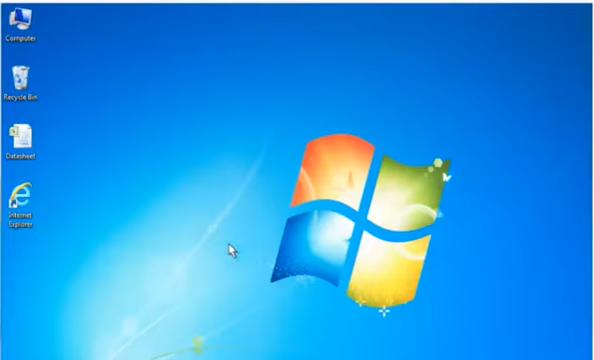 Computer
Recycle Bin
Datasheet
Internet
Explorer